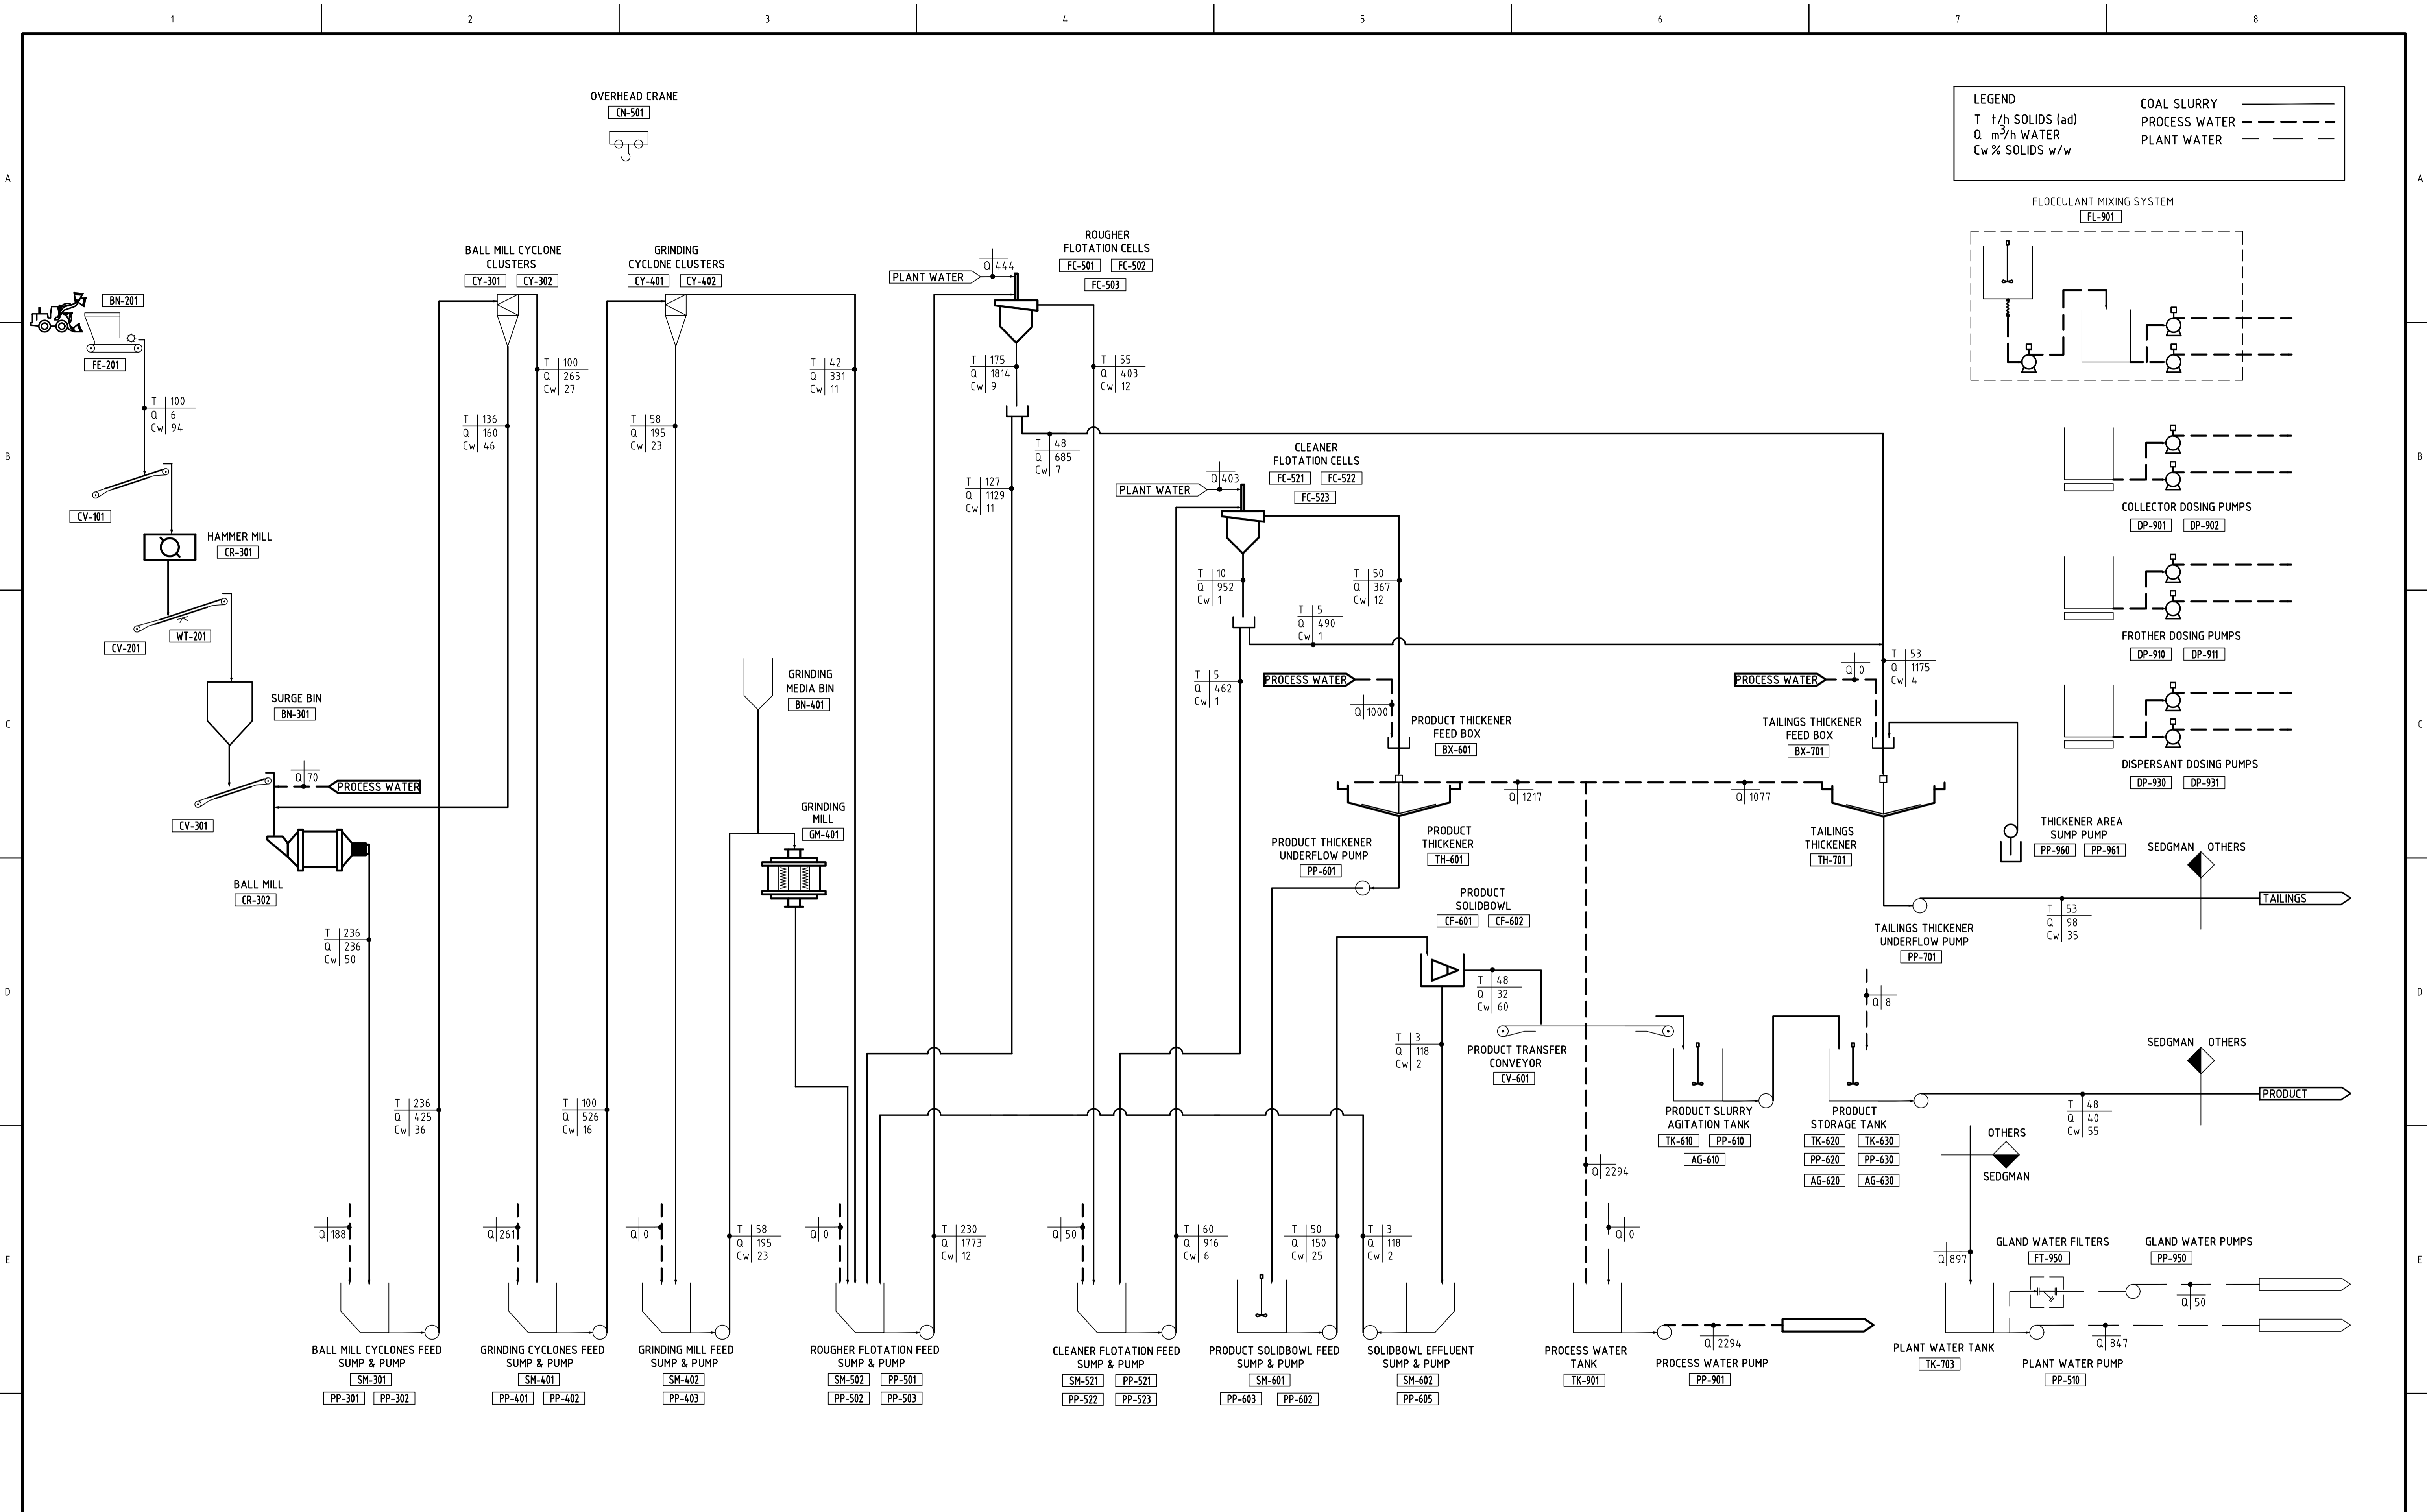 1 2 3 4 5 6 7 8
OVERHEAD CRANE
CN-501
LEGEND
T t/h SOLIDS (ad)
Q m³/h WATER
Cw % SOLIDS w/w
COAL SLURRY
PROCESS WATER
PLANT WATER
A
A
FLOCCULANT MIXING SYSTEM
FL-901
BALL MILL CYCLONE
CLUSTERS
CY-301 CY-302
GRINDING
CYCLONE CLUSTERS
CY-401 CY-402
ROUGHER
FLOTATION CELLS
FC-501 FC-502
FC-503
PLANT WATER
Q 444
BN-201
FE-201
T 100
Q 6
Cw 94
T 100
Q 265
Cw 27
T 136
Q 160
Cw 46
T 58
Q 195
Cw 23
T 42
Q 331
Cw 11
T 175
Q 1814
Cw 9
T 55
Q 403
Cw 12
T 48
Q 685
Cw 7
T 127
Q 1129
Cw 11
B
B
CV-101
HAMMER MILL
CR-301
CLEANER
FLOTATION CELLS
FC-521 FC-522
FC-523
PLANT WATER
Q 403
COLLECTOR DOSING PUMPS
DP-901 DP-902
T 10
Q 952
Cw 1
T 50
Q 367
Cw 12
T 5
Q 490
Cw 1
T 5
Q 462
Cw 1
WT-201
CV-201
FROTHER DOSING PUMPS
DP-910 DP-911
SURGE BIN
BN-301
GRINDING
MEDIA BIN
BN-401
PROCESS WATER
Q 1000
PRODUCT THICKENER
FEED BOX
BX-601
PROCESS WATER
Q 0
T 53
Q 1175
Cw 4
TAILINGS THICKENER
FEED BOX
BX-701
C
C
DISPERSANT DOSING PUMPS
DP-930 DP-931
Q 70
PROCESS WATER
CV-301
GRINDING
MILL
GM-401
Q 1217
Q 1077
PRODUCT THICKENER
UNDERFLOW PUMP
PP-601
PRODUCT
THICKENER
TH-601
TAILINGS
THICKENER
TH-701
THICKENER AREA
SUMP PUMP
PP-960 PP-961
SEDGMAN OTHERS
TAILINGS
BALL MILL
CR-302
PRODUCT
SOLIDBOWL
CF-601 CF-602
T 53
Q 98
Cw 35
TAILINGS THICKENER
UNDERFLOW PUMP
PP-701
T 236
Q 236
Cw 50
T 48
Q 32
Cw 60
Q 8
D
D
T 3
Q 118
Cw 2
PRODUCT TRANSFER
CONVEYOR
CV-601
SEDGMAN OTHERS
PRODUCT
T 236
Q 425
Cw 36
T 100
Q 526
Cw 16
T 48
Q 40
Cw 55
PRODUCT SLURRY
AGITATION TANK
TK-610 PP-610
AG-610
PRODUCT
STORAGE TANK
TK-620 TK-630
PP-620 PP-630
AG-620 AG-630
OTHERS
SEDGMAN
Q 2294
Q 188
Q 261
Q 0
T 58
Q 195
Cw 23
Q 0
T 230
Q 1773
Cw 12
Q 50
T 60
Q 916
Cw 6
T 50
Q 150
Cw 25
T 3
Q 118
Cw 2
Q 0
Q 897
E
E
GLAND WATER FILTERS
FT-950
GLAND WATER PUMPS
PP-950
Q 50
Q 2294
Q 847
BALL MILL CYCLONES FEED
SUMP & PUMP
SM-301
PP-301 PP-302
GRINDING CYCLONES FEED
SUMP & PUMP
SM-401
PP-401 PP-402
GRINDING MILL FEED
SUMP & PUMP
SM-402
PP-403
ROUGHER FLOTATION FEED
SUMP & PUMP
SM-502 PP-501
PP-502 PP-503
CLEANER FLOTATION FEED
SUMP & PUMP
SM-521 PP-521
PP-522 PP-523
PRODUCT SOLIDBOWL FEED
SUMP & PUMP
SM-601
PP-603 PP-602
SOLIDBOWL EFFLUENT
SUMP & PUMP
SM-602
PP-605
PROCESS WATER
TANK
TK-901
PROCESS WATER PUMP
PP-901
PLANT WATER TANK
TK-703
PLANT WATER PUMP
PP-510